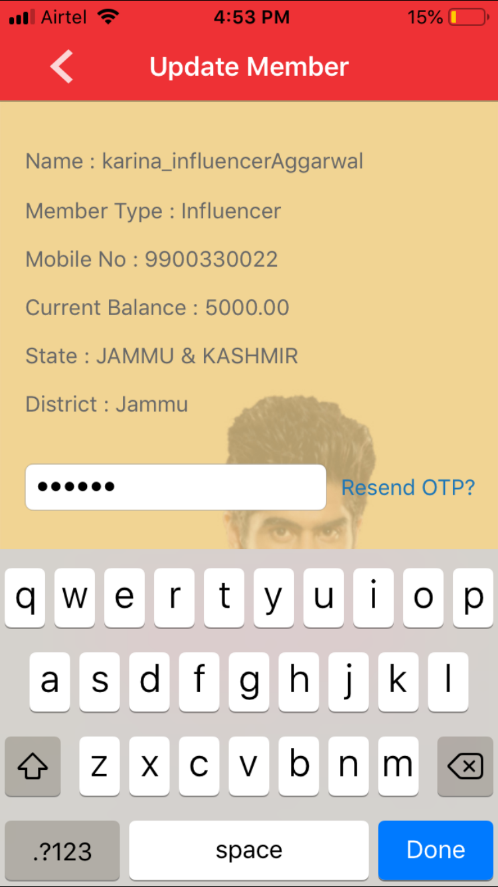 Airtel 4:53 PM 15%
Update Member
Name : karina_influencerAggarwal
Member Type : Influencer
Mobile No : 9900330022
Current Balance : 5000.00
State : JAMMU & KASHMIR
District : Jammu
•••••• Resend OTP?
q w e r t y u i o p
a s d f g h j k l
z x c v b n m
.?123 space Done